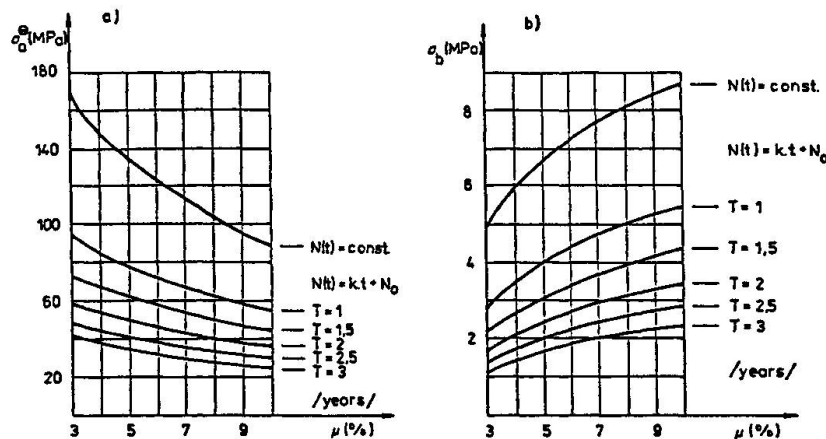 a)
σₐ⊖(MPa)
180
140
100
60
20
3
5
7
9
μ(%)
N(t)=const.
N(t)=k.t+N₀
T=1
T=1,5
T=2
T=2,5
T=3
/years/
b)
σb(MPa)
8
6
4
2
3
5
7
9
μ(%)
N(t)=const.
N(t)=k.t+N₀
T=1
T=1,5
T=2
T=2,5
T=3
/years/